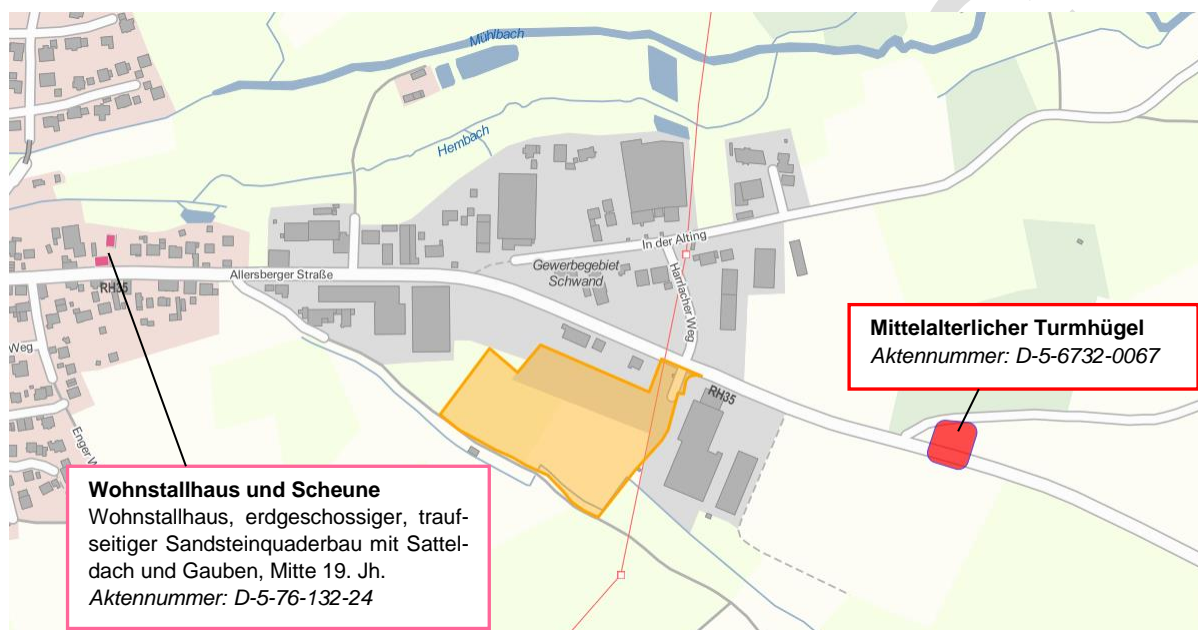 Mühlbach
Hembach
In der Alting
Gewerbegebiet
Schwand
Harrlacher Weg
Allersberger Straße
RH35
Weg
RH35
Enger W
Mittelalterlicher Turmhügel
Aktennummer: D-5-6732-0067
Wohnstallhaus und Scheune
Wohnstallhaus, erdgeschossiger, trauf-
seitiger Sandsteinquaderbau mit Sattel-
dach und Gauben, Mitte 19. Jh.
Aktennummer: D-5-76-132-24